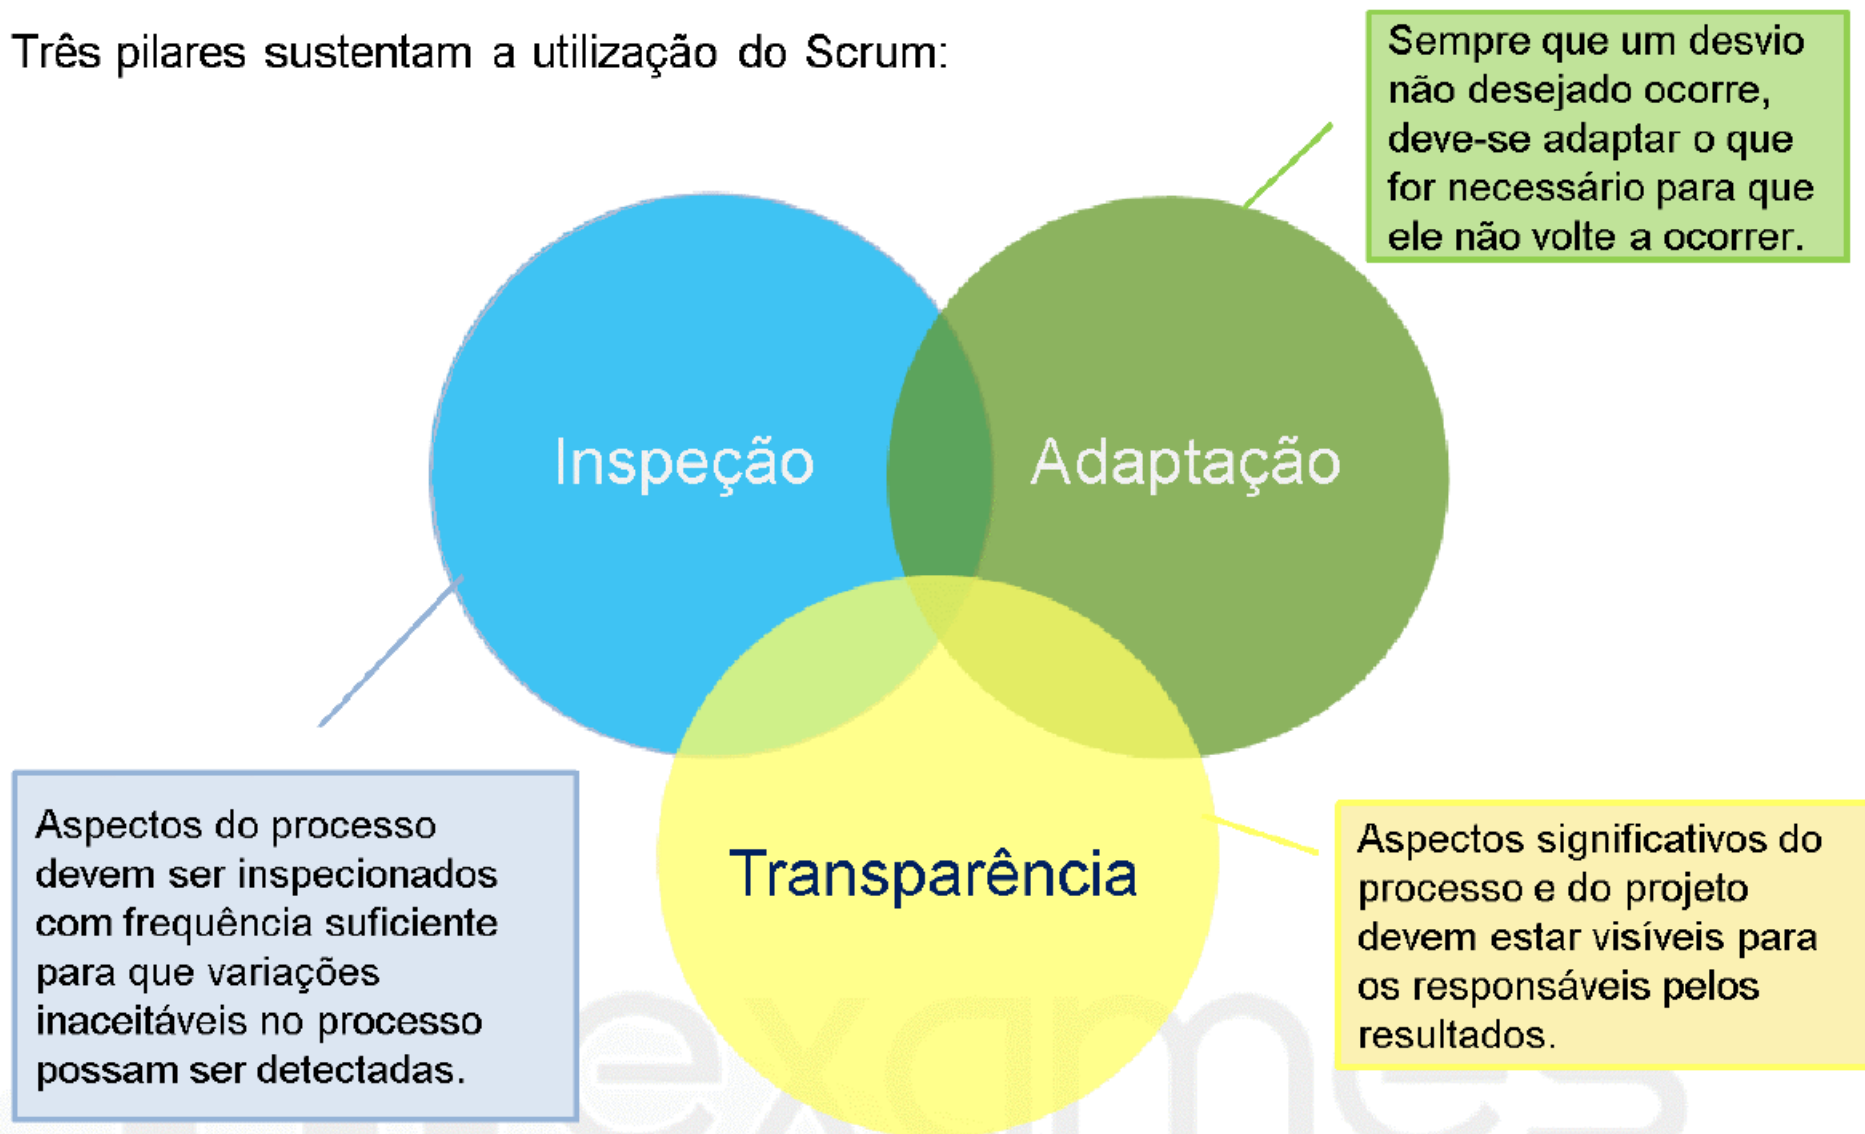 Três pilares sustentam a utilização do Scrum:
Sempre que um desvio
não desejado ocorre,
deve-se adaptar o que
for necessário para que
ele não volte a ocorrer.
Inspeção
Adaptação
Transparência
Aspectos do processo
devem ser inspecionados
com frequência suficiente
para que variações
inaceitáveis no processo
possam ser detectadas.
Aspectos significativos do
processo e do projeto
devem estar visíveis para
os responsáveis pelos
resultados.